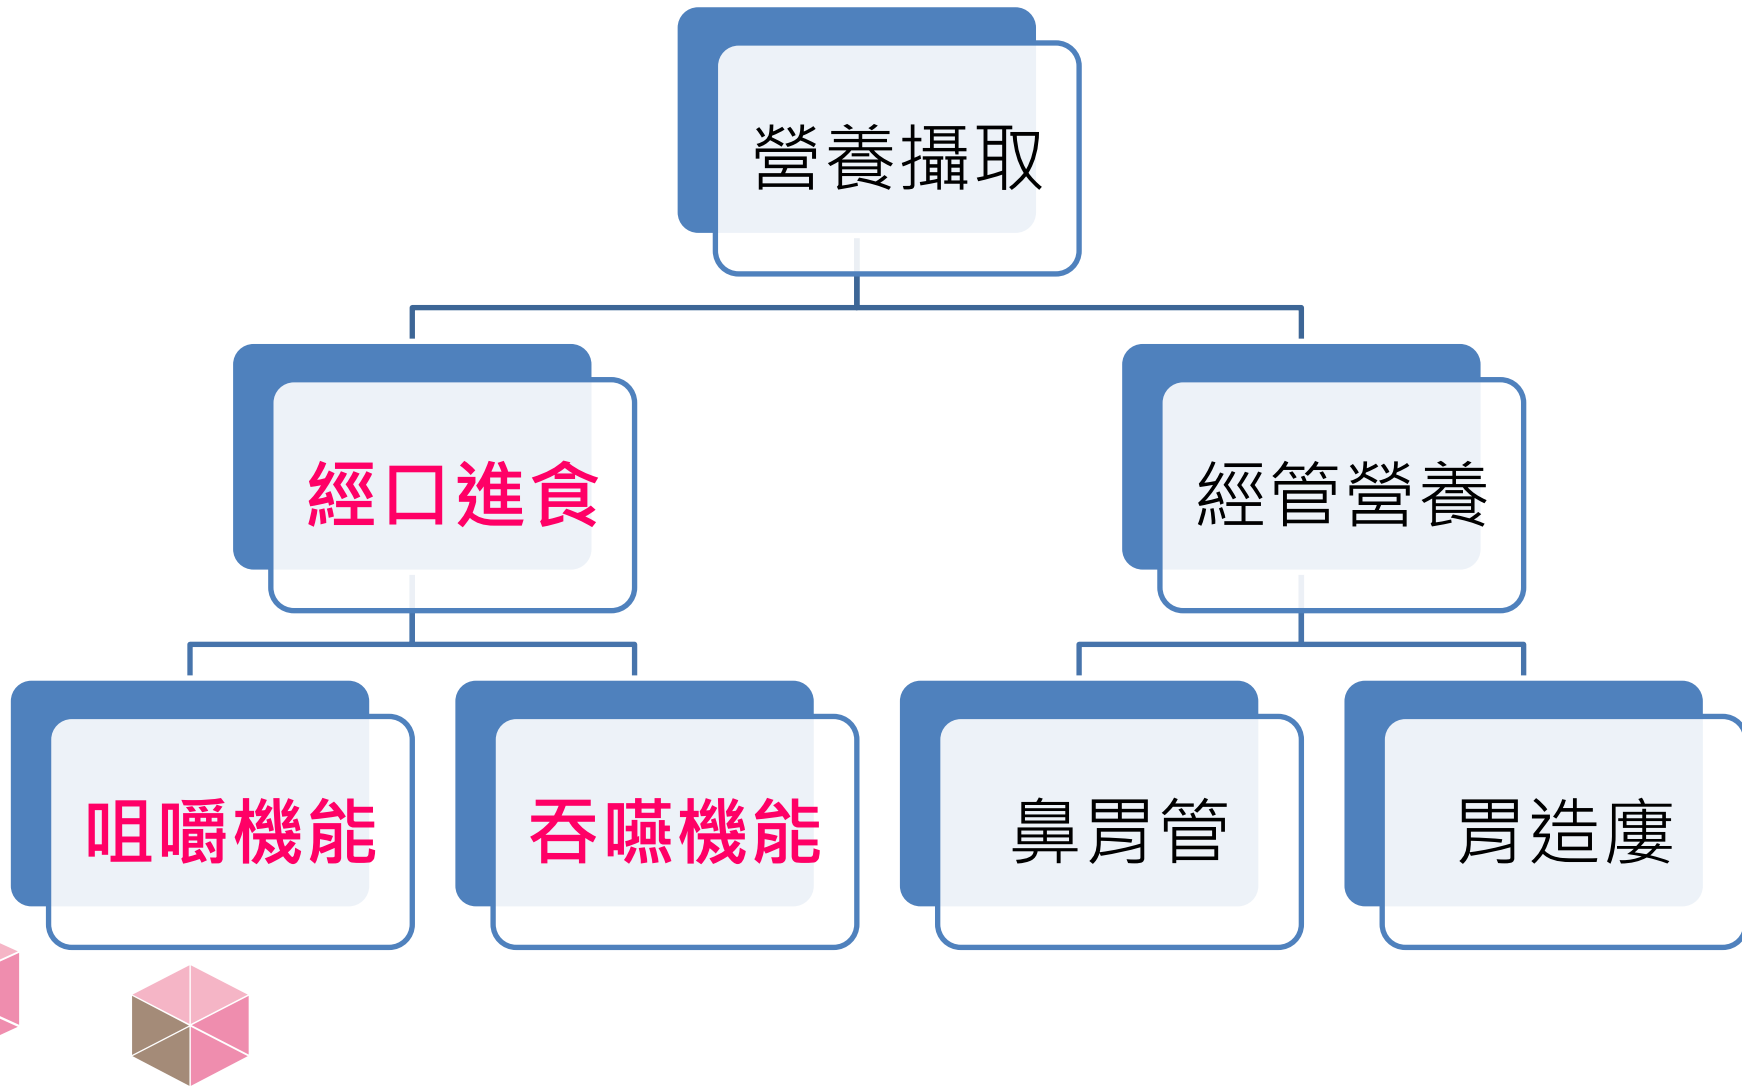 營養攝取
經口進食
經管營養
咀嚼機能
吞嚥機能
鼻胃管
胃造廔